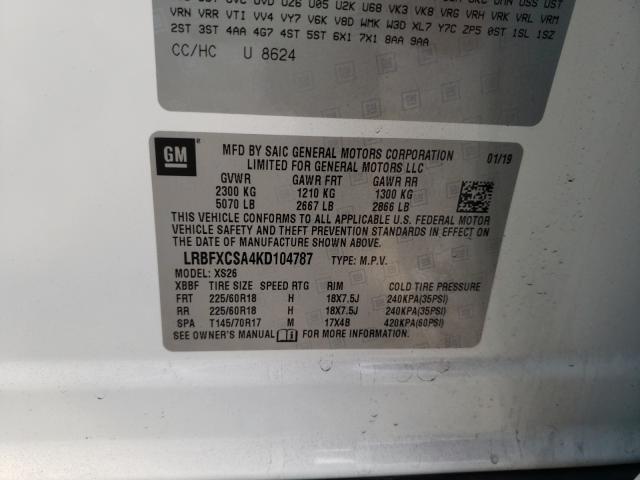 VRN VRR VTI VV4 VY7 V6K V8D WMK W3D XL7 Y7C ZP5 0ST 1SL 1SZ
2ST 3ST 4AA 4G7 4ST 5ST 6X1 7X1 8AA 9AA
CC/HC U 8624
GM
MFD BY SAIC GENERAL MOTORS CORPORATION 01/19
LIMITED FOR GENERAL MOTORS LLC
GVWR GAWR FRT GAWR RR
2300 KG 1210 KG 1300 KG
5070 LB 2667 LB 2866 LB
THIS VEHICLE CONFORMS TO ALL APPLICABLE U.S. FEDERAL MOTOR
VEHICLE SAFETY AND THEFT PREVENTION STANDARDS IN EFFECT ON
THE DATE OF MANUFACTURE SHOWN ABOVE.
LRBFXCSA4KD104787 TYPE: M.P.V.
MODEL: XS26
XBBF TIRE SIZE SPEED RTG RIM COLD TIRE PRESSURE
FRT 225/60R18 H 18X7.5J 240KPA(35PSI)
RR 225/60R18 H 18X7.5J 240KPA(35PSI)
SPA T145/70R17 M 17X4B 420KPA(60PSI)
SEE OWNER'S MANUAL FOR MORE INFORMATION.